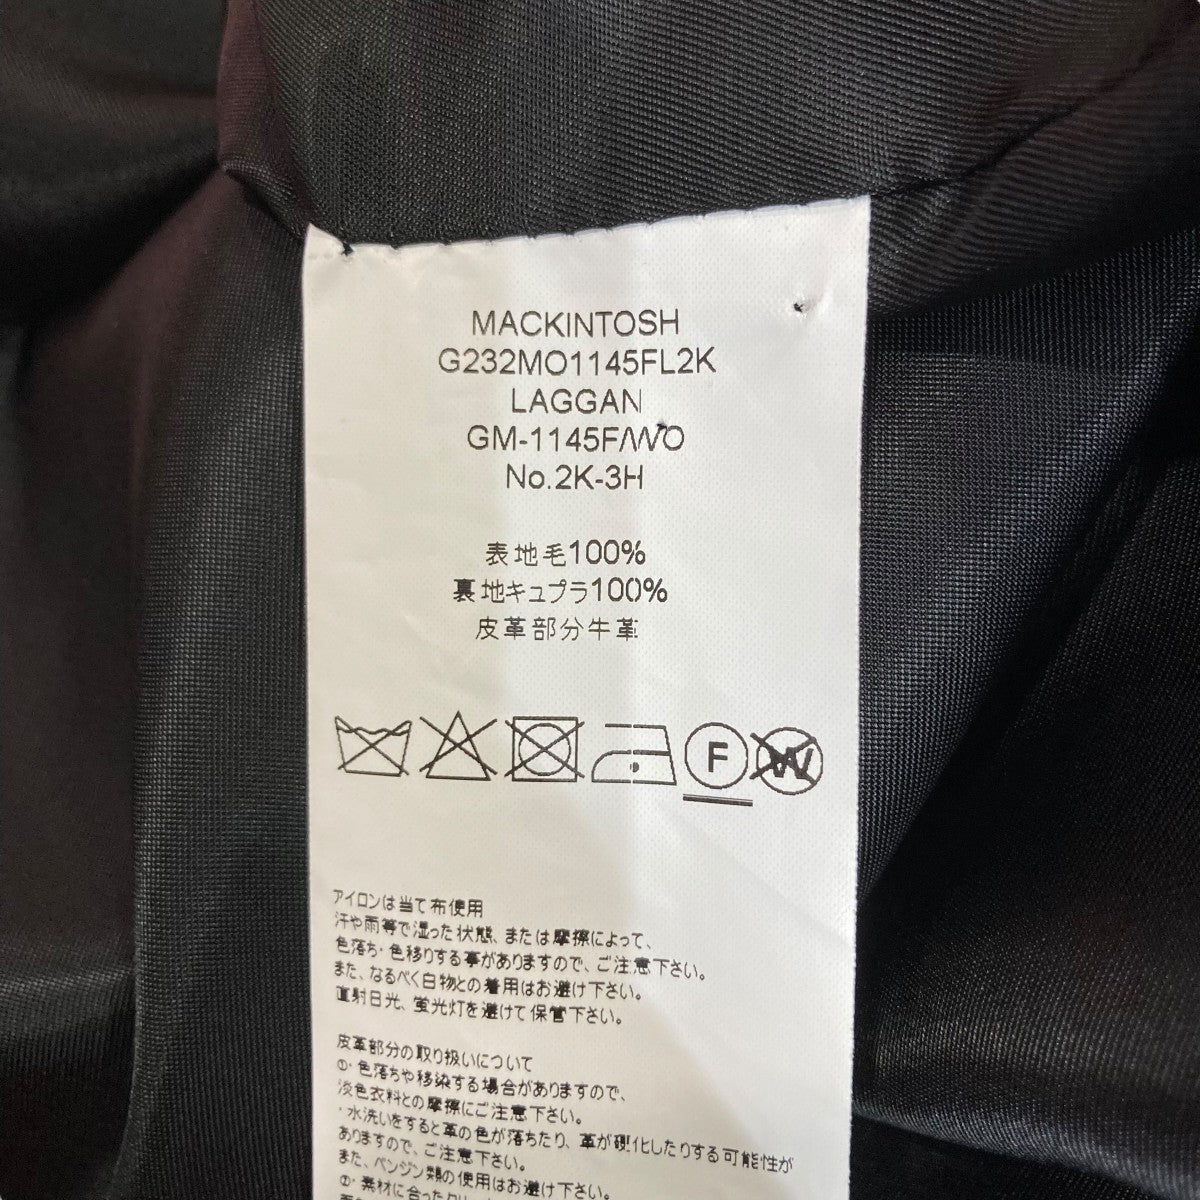 MACKINTOSH
G232MO1145FL2K
LAGGAN
GM-1145F/WO
No.2K-3H
表地毛100%
裏地キュプラ100%
皮革部分牛革
F W
アイロンは当て布使用
汗や雨等で湿った状態、または摩擦によって、
色落ち・色移りする事がありますので、ご注意下さい。
また、なるべく白物との着用はお避け下さい。
直射日光、蛍光灯を避けて保管下さい。
皮革部分の取り扱いについて
①・色落ちや移染する場合がありますので、
淡色衣料との摩擦にご注意下さい。
・水洗いをすると革の色が落ちたり、革が硬化したりする可能性が
ありますので、ご注意下さい。
また、ベンジン類の使用はお避け下さい。
②・素材に合った